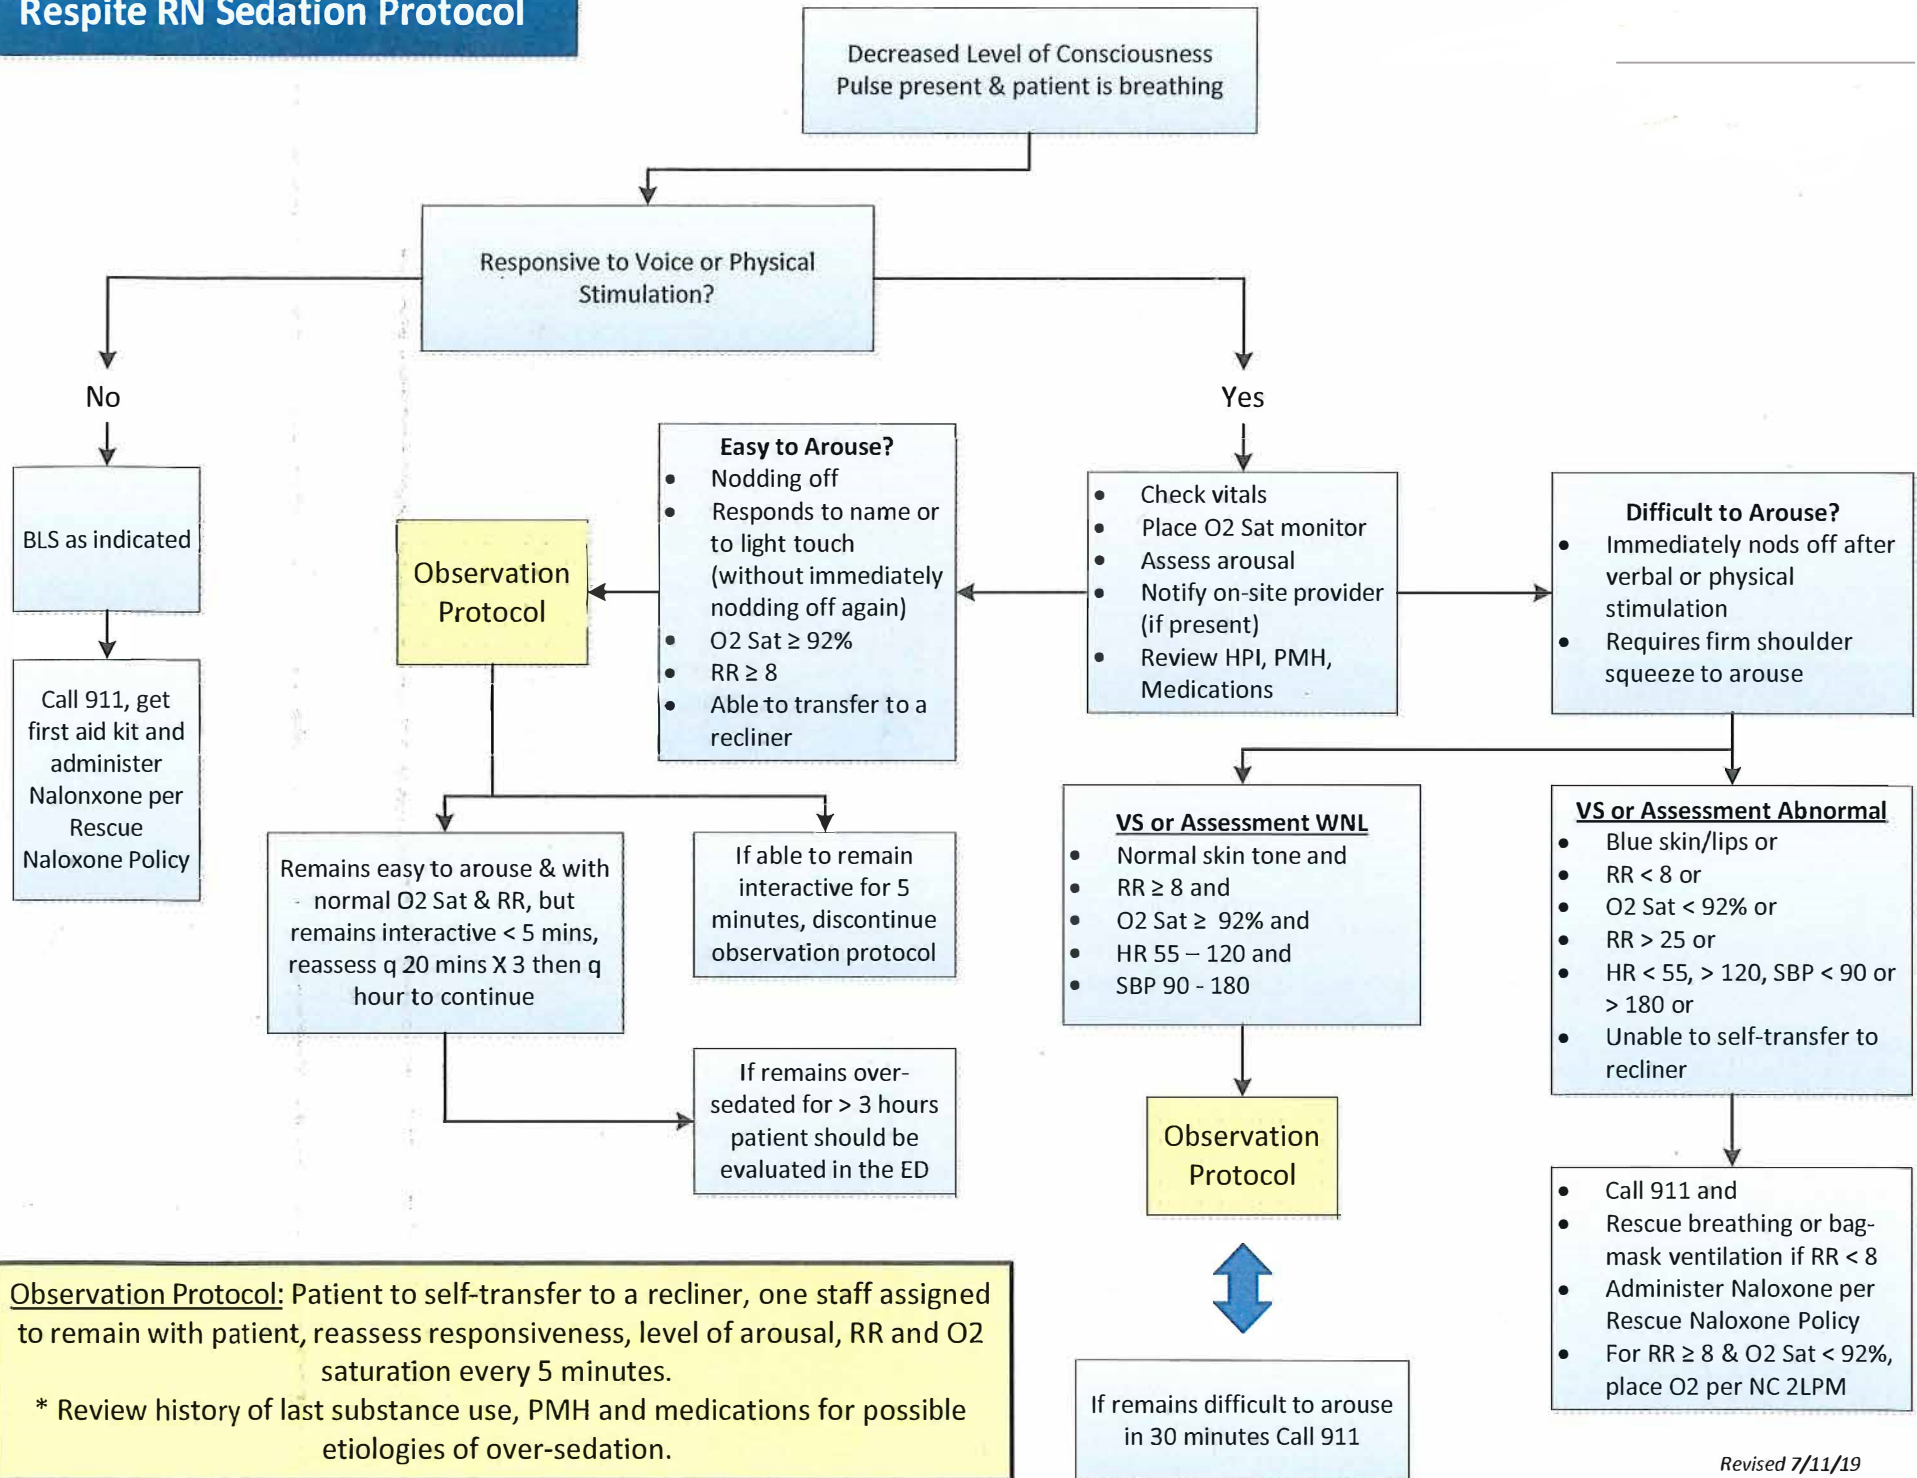 Respite RN Sedation Protocol
Decreased Level of Consciousness
Pulse present & patient is breathing
Responsive to Voice or Physical
Stimulation?
No
Yes
BLS as indicated
Call 911, get
first aid kit and
administer
Nalonxone per
Rescue
Naloxone Policy
Observation
Protocol
Easy to Arouse?
• Nodding off
• Responds to name or
to light touch
(without immediately
nodding off again)
• O2 Sat ≥ 92%
• RR ≥ 8
• Able to transfer to a
recliner
• Check vitals
• Place O2 Sat monitor
• Assess arousal
• Notify on-site provider
(if present)
• Review HPI, PMH,
Medications
Difficult to Arouse?
• Immediately nods off after
verbal or physical
stimulation
• Requires firm shoulder
squeeze to arouse
Remains easy to arouse & with
normal O2 Sat & RR, but
remains interactive < 5 mins,
reassess q 20 mins X 3 then q
hour to continue
If able to remain
interactive for 5
minutes, discontinue
observation protocol
If remains over-
sedated for > 3 hours
patient should be
evaluated in the ED
VS or Assessment WNL
• Normal skin tone and
• RR ≥ 8 and
• O2 Sat ≥ 92% and
• HR 55 – 120 and
• SBP 90 - 180
Observation
Protocol
If remains difficult to arouse
in 30 minutes Call 911
VS or Assessment Abnormal
• Blue skin/lips or
• RR < 8 or
• O2 Sat < 92% or
• RR > 25 or
• HR < 55, > 120, SBP < 90 or
> 180 or
• Unable to self-transfer to
recliner
• Call 911 and
• Rescue breathing or bag-
mask ventilation if RR < 8
• Administer Naloxone per
Rescue Naloxone Policy
• For RR ≥ 8 & O2 Sat < 92%,
place O2 per NC 2LPM
Observation Protocol: Patient to self-transfer to a recliner, one staff assigned
to remain with patient, reassess responsiveness, level of arousal, RR and O2
saturation every 5 minutes.
* Review history of last substance use, PMH and medications for possible
etiologies of over-sedation.
Revised 7/11/19